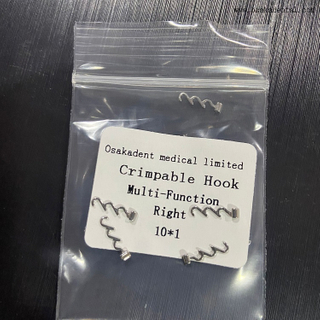 Osakadent medical limited
Crimpable Hook
Multi-Function
Right
10*1